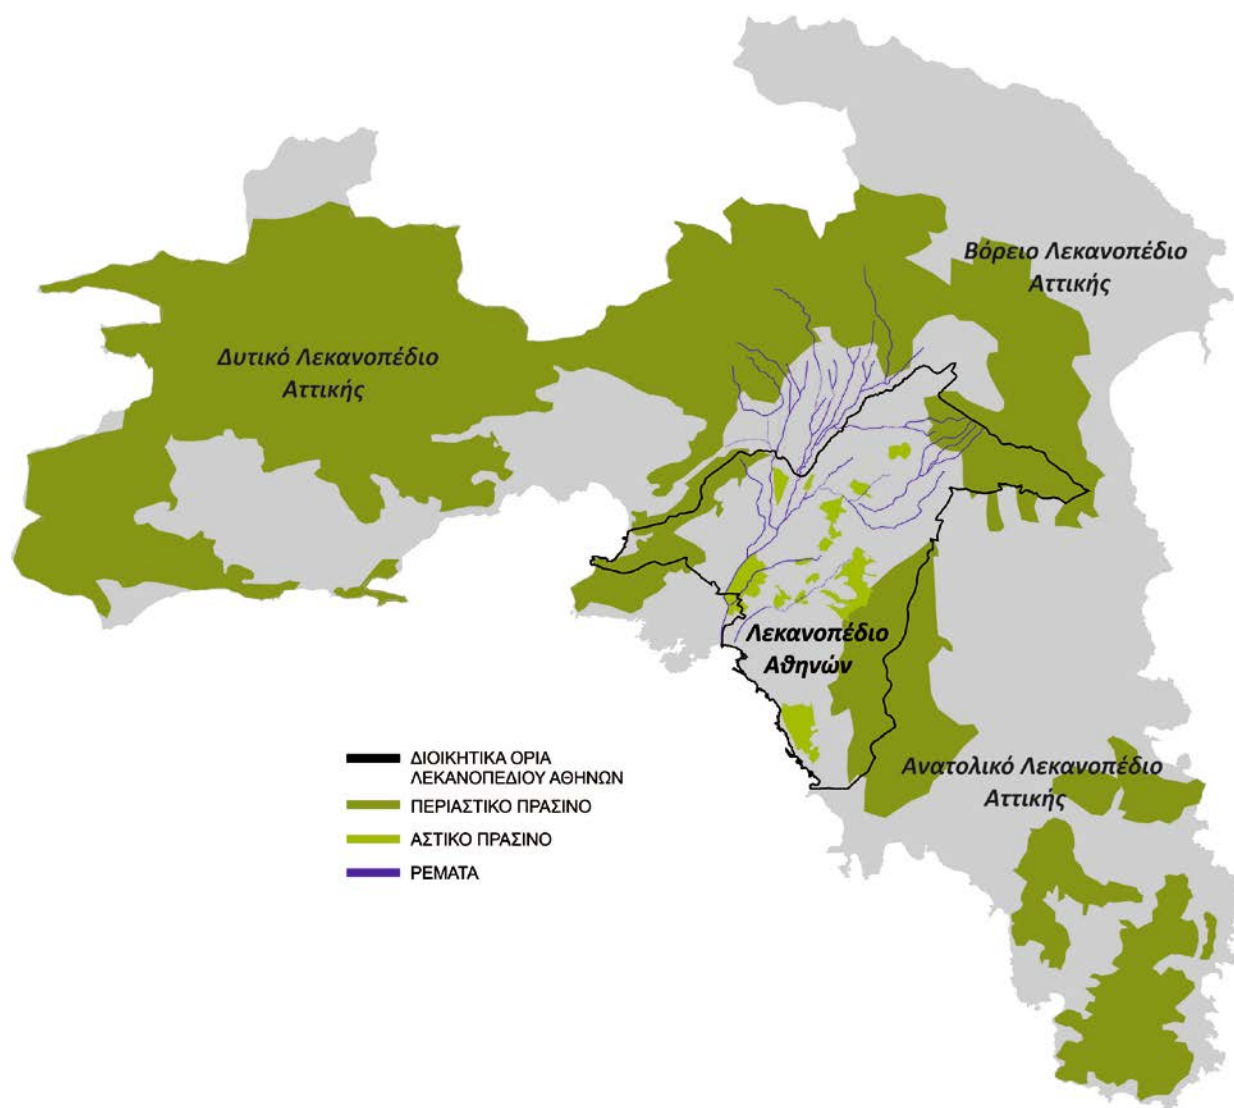 Βόρειο Λεκανοπέδιο
Αττικής
Δυτικό Λεκανοπέδιο
Αττικής
Λεκανοπέδιο
Αθηνών
Ανατολικό Λεκανοπέδιο
Αττικής
ΔΙΟΙΚΗΤΙΚΑ ΟΡΙΑ
ΛΕΚΑΝΟΠΕΔΙΟΥ ΑΘΗΝΩΝ
ΠΕΡΙΑΣΤΙΚΟ ΠΡΑΣΙΝΟ
ΑΣΤΙΚΟ ΠΡΑΣΙΝΟ
ΡΕΜΑΤΑ